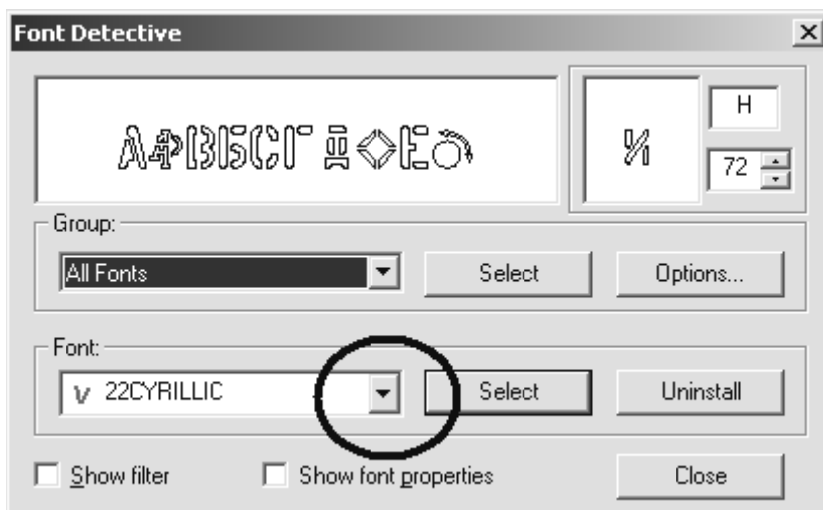 Font Detective
H
72
Group:
All Fonts
Select
Options...
Font:
22CYRILLIC
Select
Uninstall
Show filter
Show font properties
Close